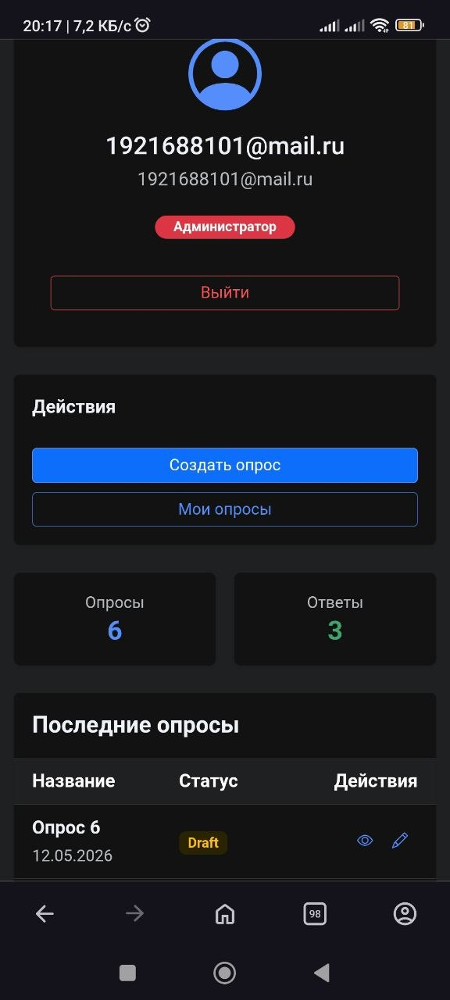 20:17 | 7,2 КБ/с
81
1921688101@mail.ru
1921688101@mail.ru
Администратор
Выйти
Действия
Создать опрос
Мои опросы
Опросы
6
Ответы
3
Последние опросы
Название Статус Действия
Опрос 6
12.05.2026
Draft
98